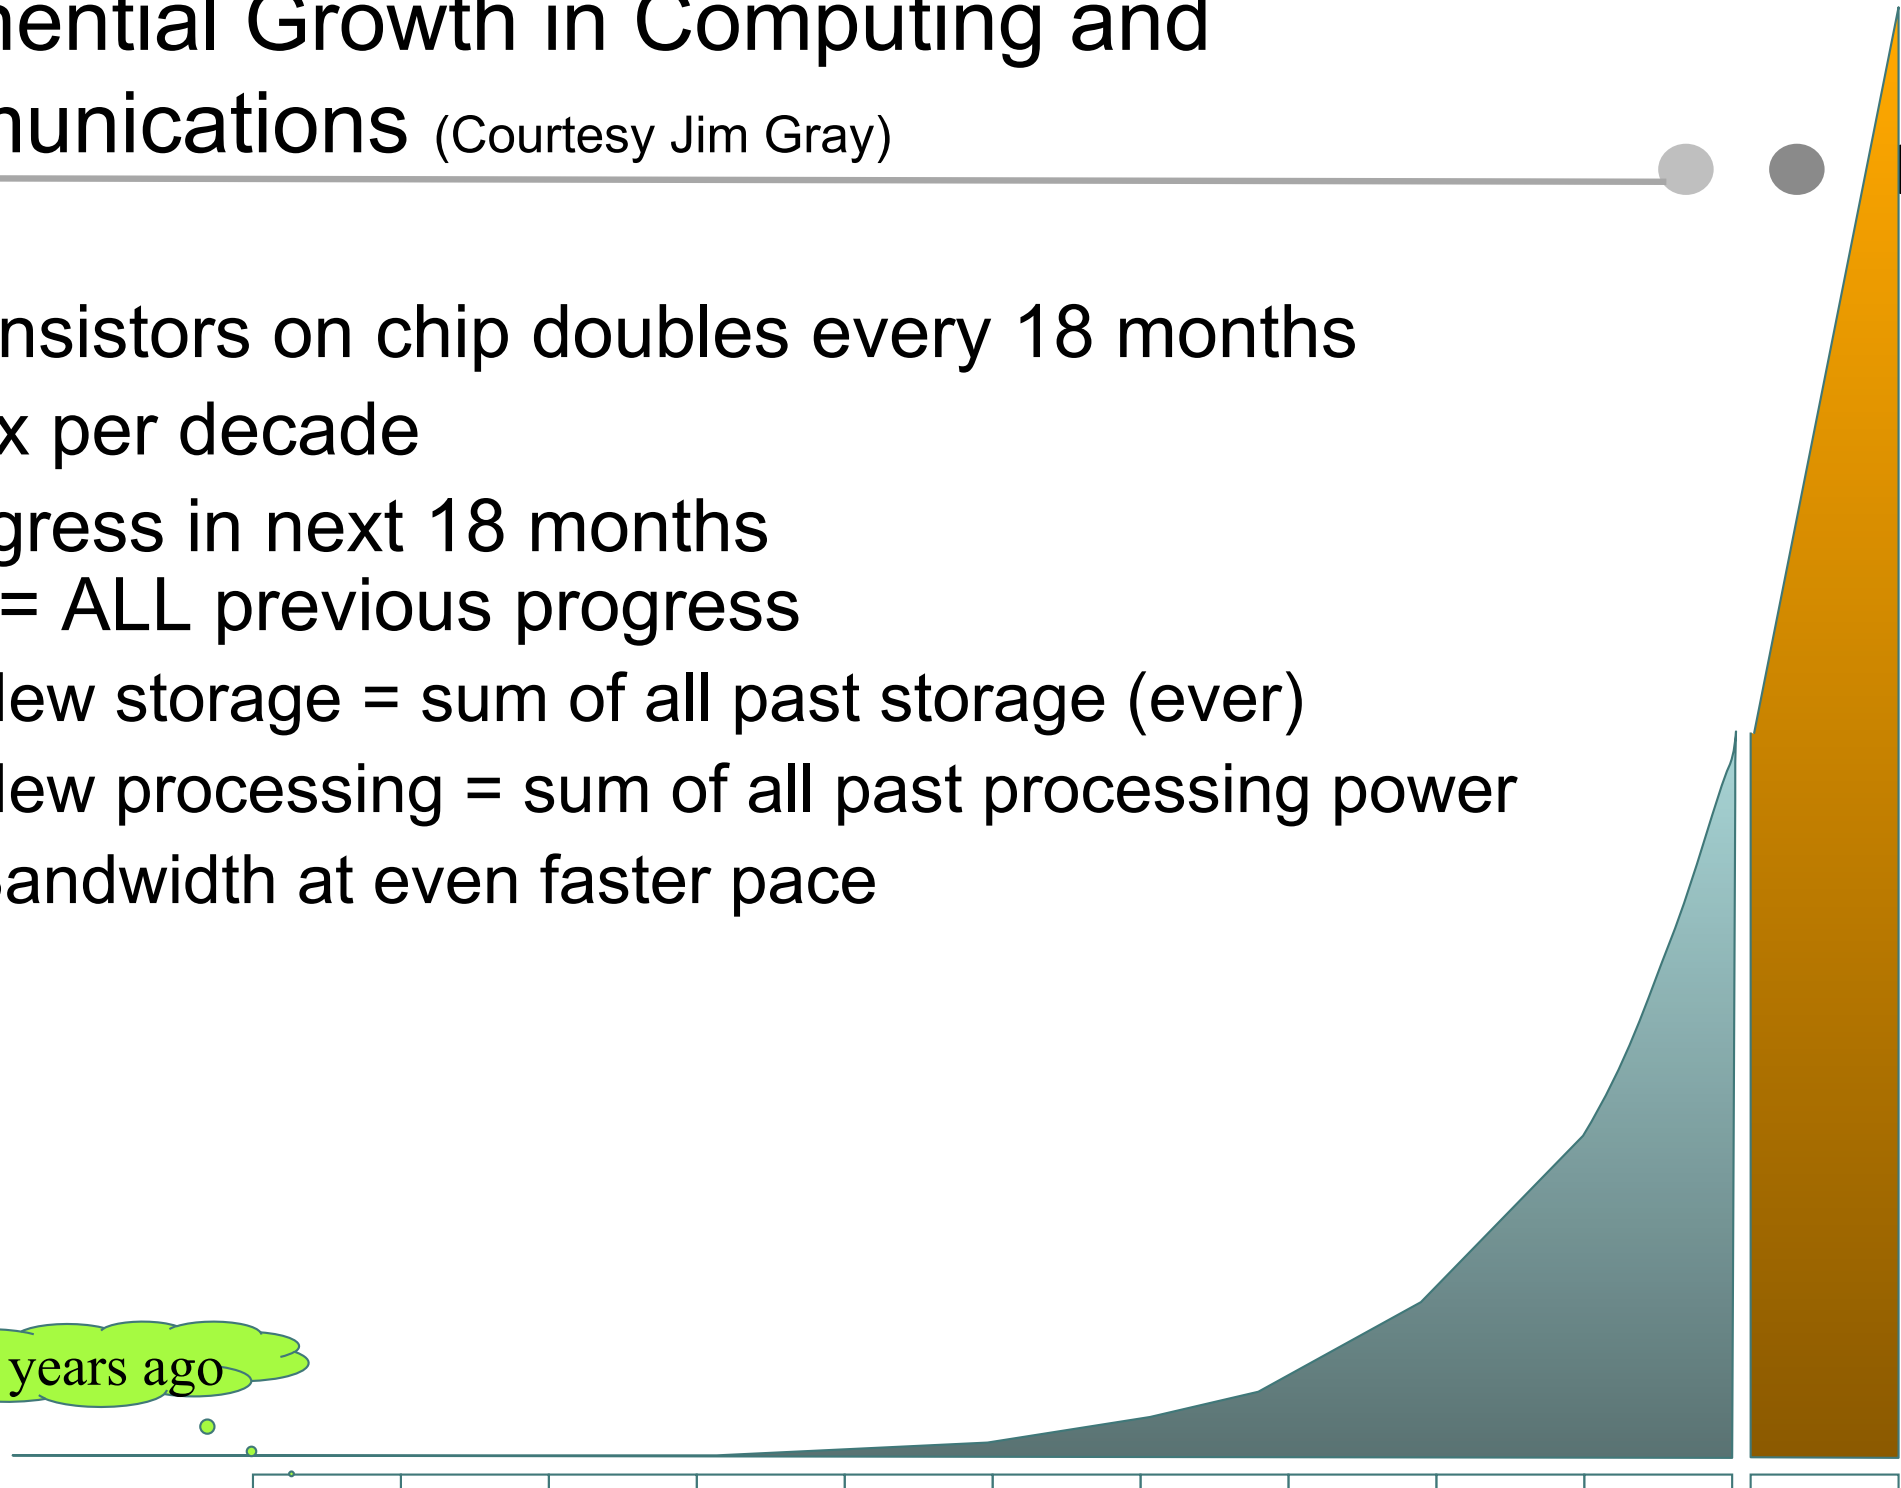 nential Growth in Computing and
munications (Courtesy Jim Gray)
nsistors on chip doubles every 18 months
x per decade
gress in next 18 months
= ALL previous progress
lew storage = sum of all past storage (ever)
lew processing = sum of all past processing power
andwidth at even faster pace
years ago